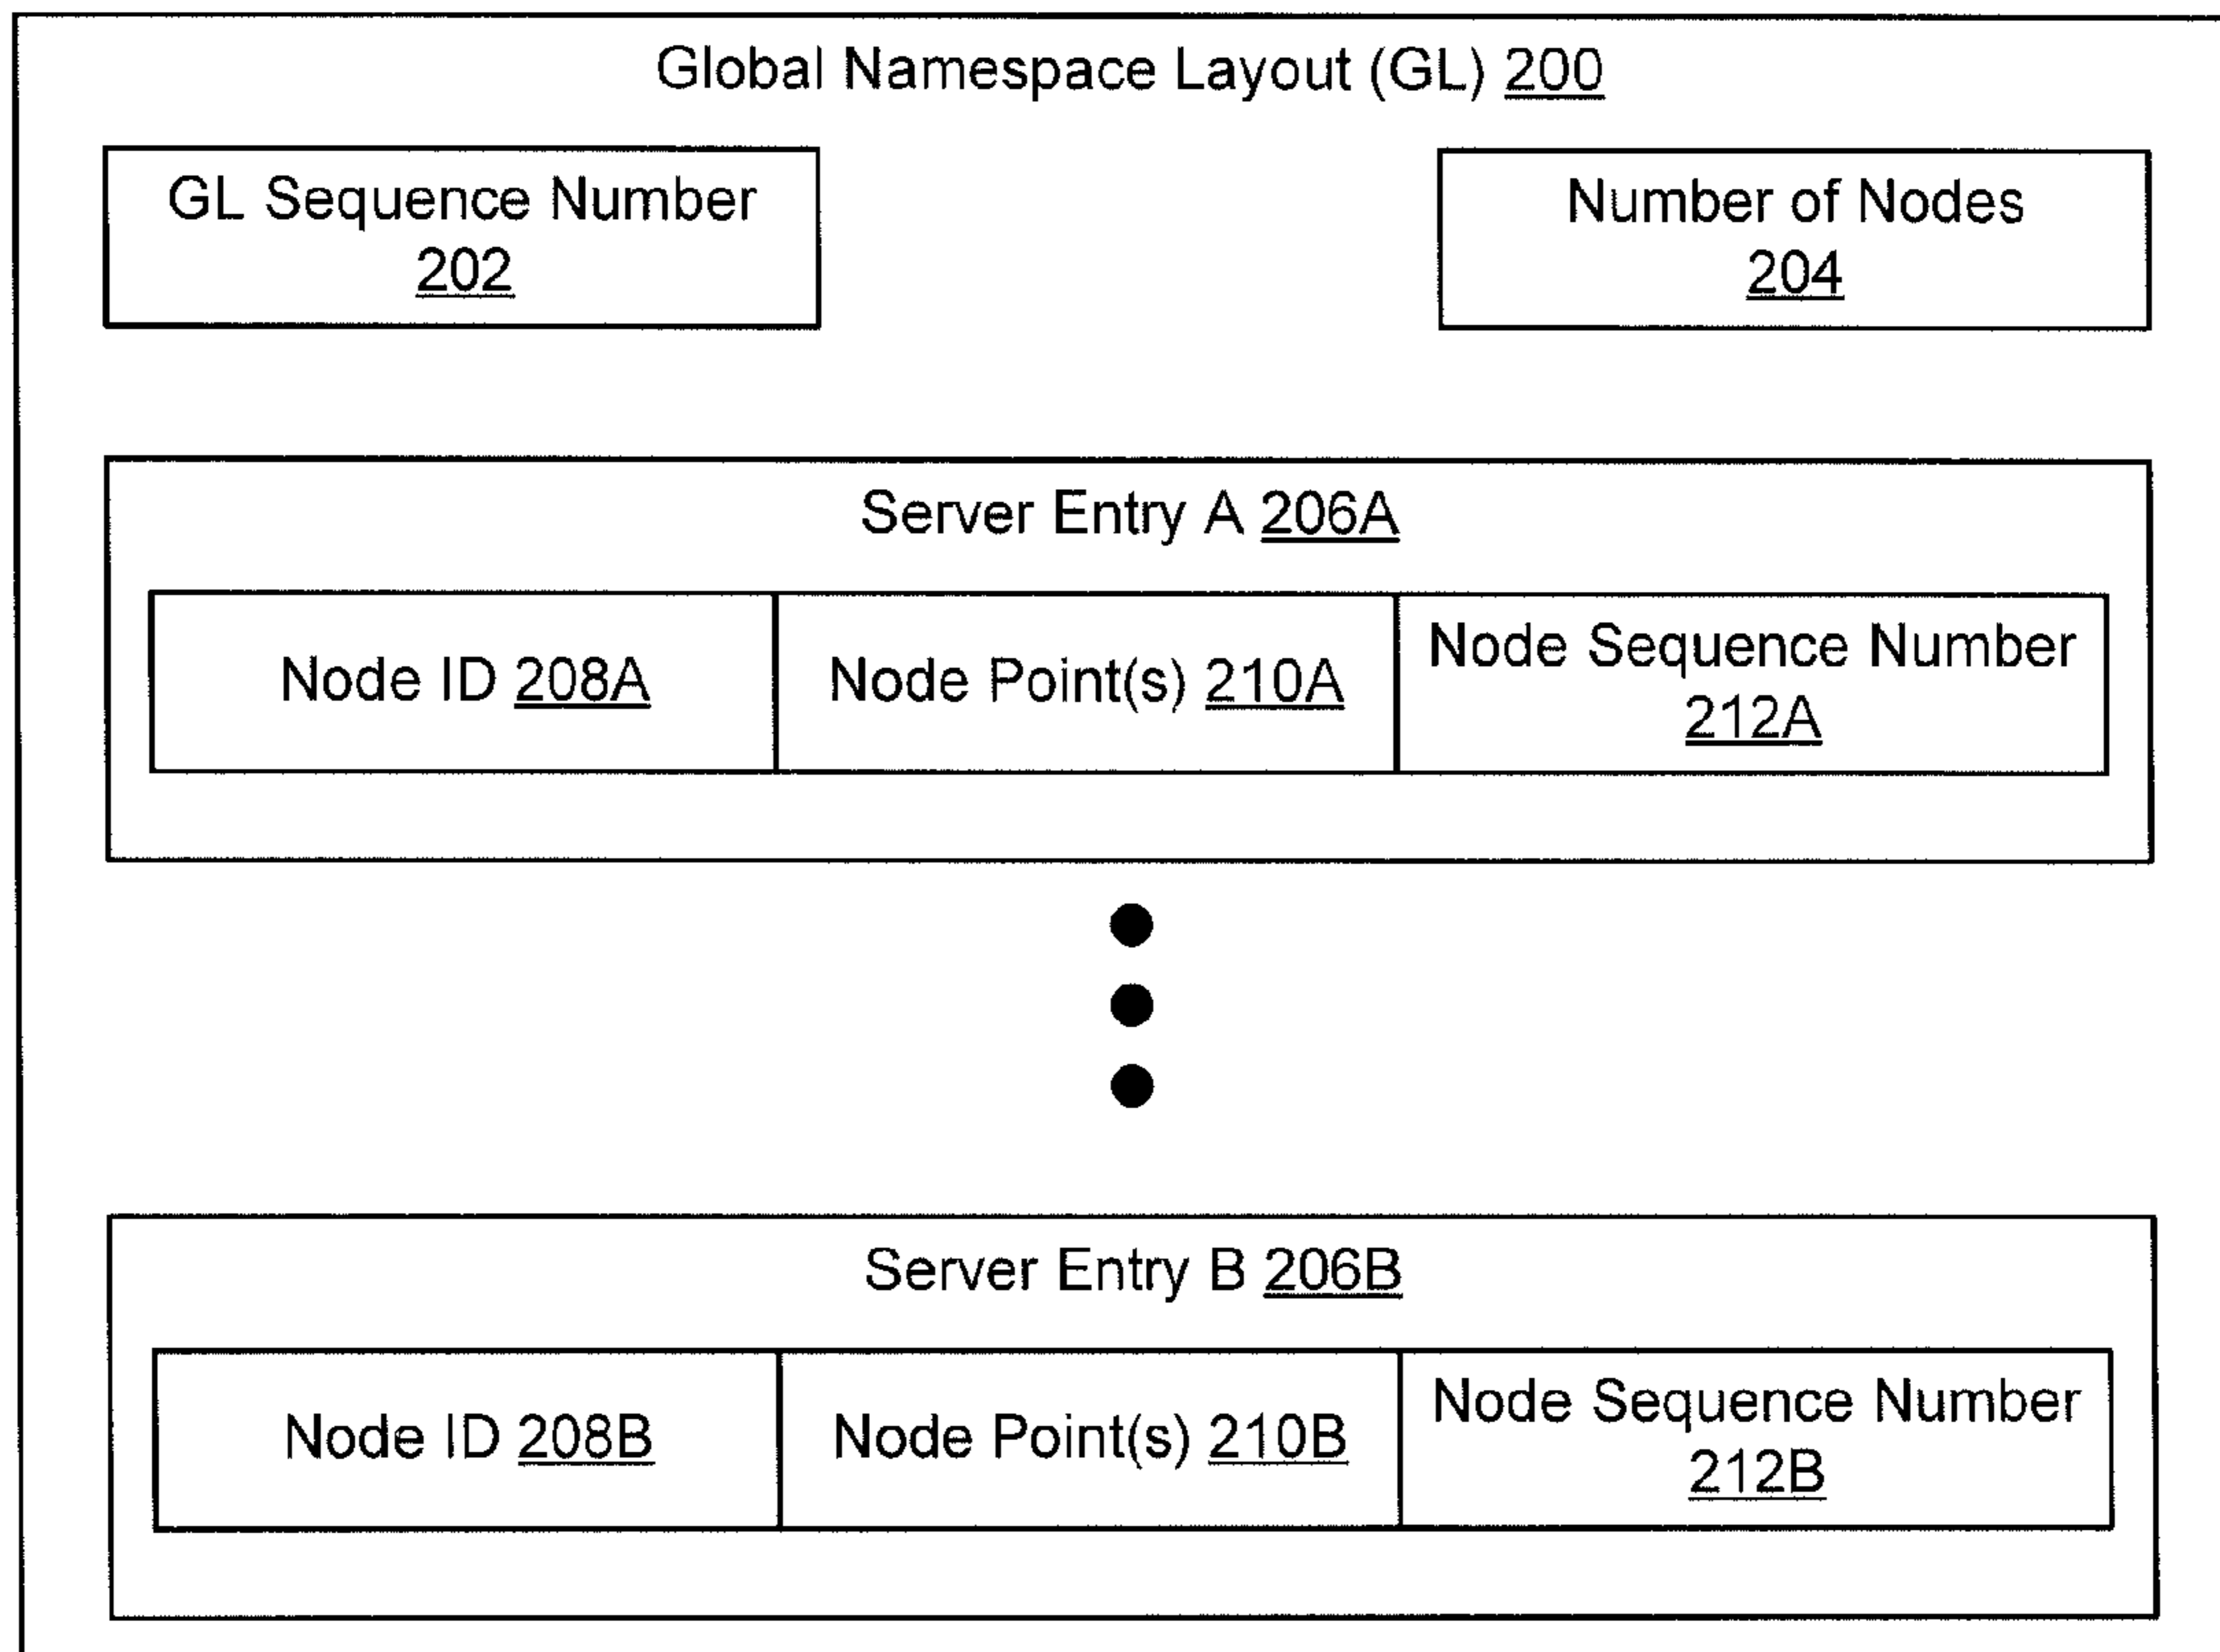 Global Namespace Layout (GL) 200
GL Sequence Number
202
Number of Nodes
204
Server Entry A 206A
Node ID 208A
Node Point(s) 210A
Node Sequence Number
212A
Server Entry B 206B
Node ID 208B
Node Point(s) 210B
Node Sequence Number
212B